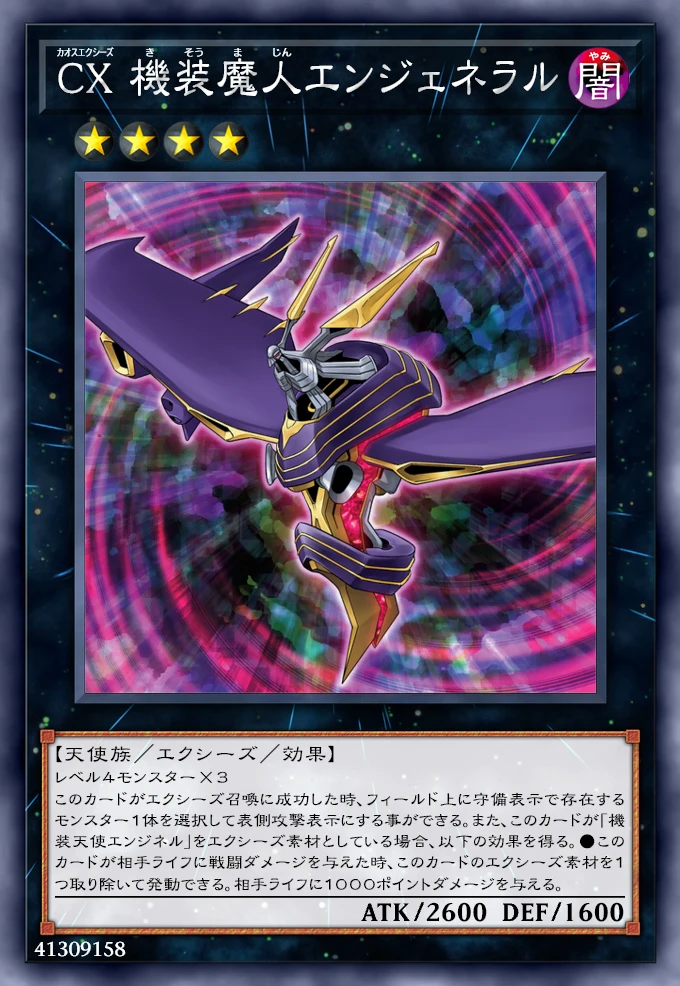 カオスエクシーズ き そう ま じん
CX 機装魔人エンジェネラル
やみ
闇
【天使族/エクシーズ/効果】
レベル4モンスター×3
このカードがエクシーズ召喚に成功した時、フィールド上に守備表示で存在する
モンスター1体を選択して表側攻撃表示にする事ができる。また、このカードが「機
装天使エンジネル」をエクシーズ素材としている場合、以下の効果を得る。●この
カードが相手ライフに戦闘ダメージを与えた時、このカードのエクシーズ素材を1
つ取り除いて発動できる。相手ライフに1000ポイントダメージを与える。
ATK/2600 DEF/1600
41309158